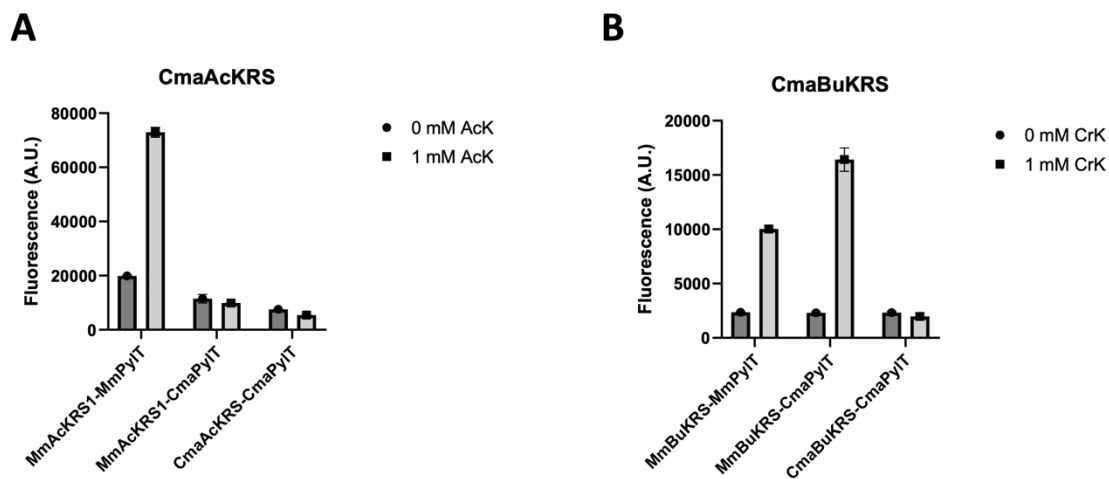 A
CmaAcKRS
Fluorescence (A.U.)
80000
60000
40000
20000
0
MmAcKRS1-MmPylT
MmAcKRS1-CmaPylT
CmaAcKRS-CmaPylT
0 mM AcK
1 mM AcK
B
CmaBuKRS
Fluorescence (A.U.)
20000
15000
10000
5000
0
MmBuKRS-MmPylT
MmBuKRS-CmaPylT
CmaBuKRS-CmaPylT
0 mM CrK
1 mM CrK